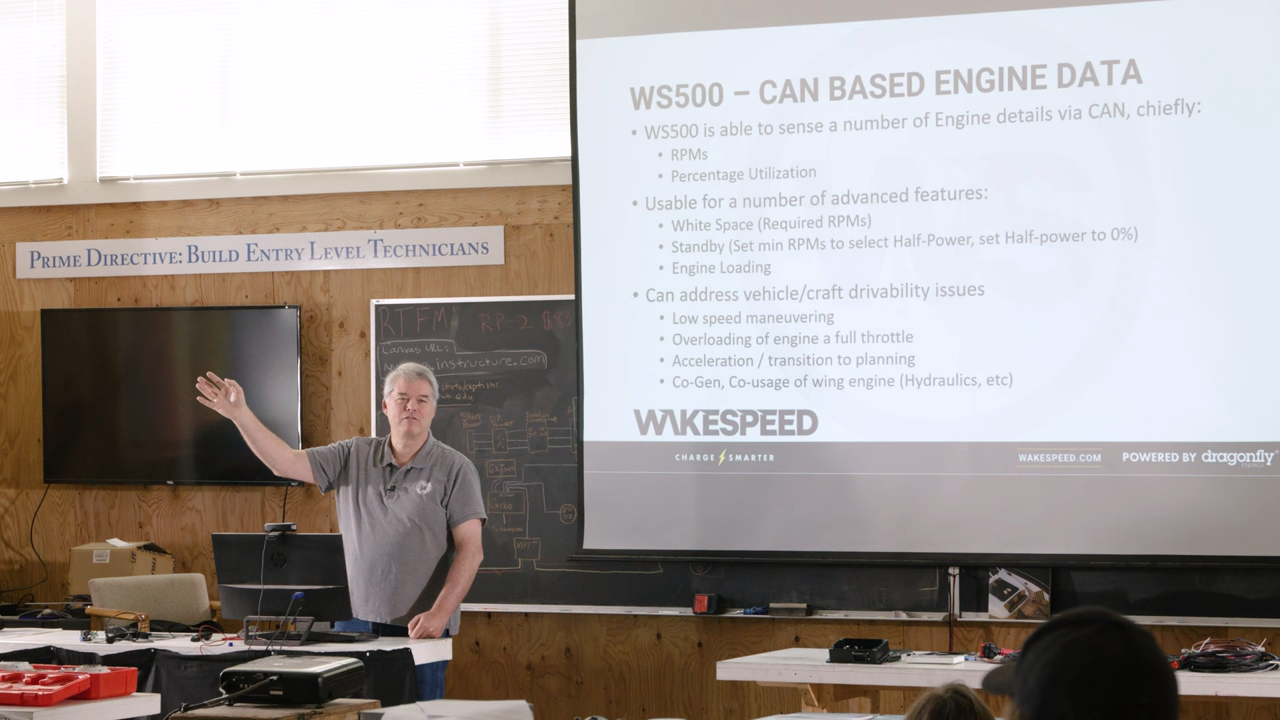 WS500 – CAN BASED ENGINE DATA
• WS500 is able to sense a number of Engine details via CAN, chiefly:
• RPMs
• Percentage Utilization
• Usable for a number of advanced features:
• White Space (Required RPMs)
• Standby (Set min RPMs to select Half-Power, set Half-power to 0%)
• Engine Loading
• Can address vehicle/craft drivability issues
• Low speed maneuvering
• Overloading of engine a full throttle
• Acceleration / transition to planning
• Co-Gen, Co-usage of wing engine (Hydraulics, etc)
WAKESPEED
CHARGE SMARTER
WAKESPEED.COM
POWERED BY dragonfly
PRIME DIRECTIVE: BUILD ENTRY LEVEL TECHNICIANS
RTFM RP-2
Canvas URL:
instructure.com